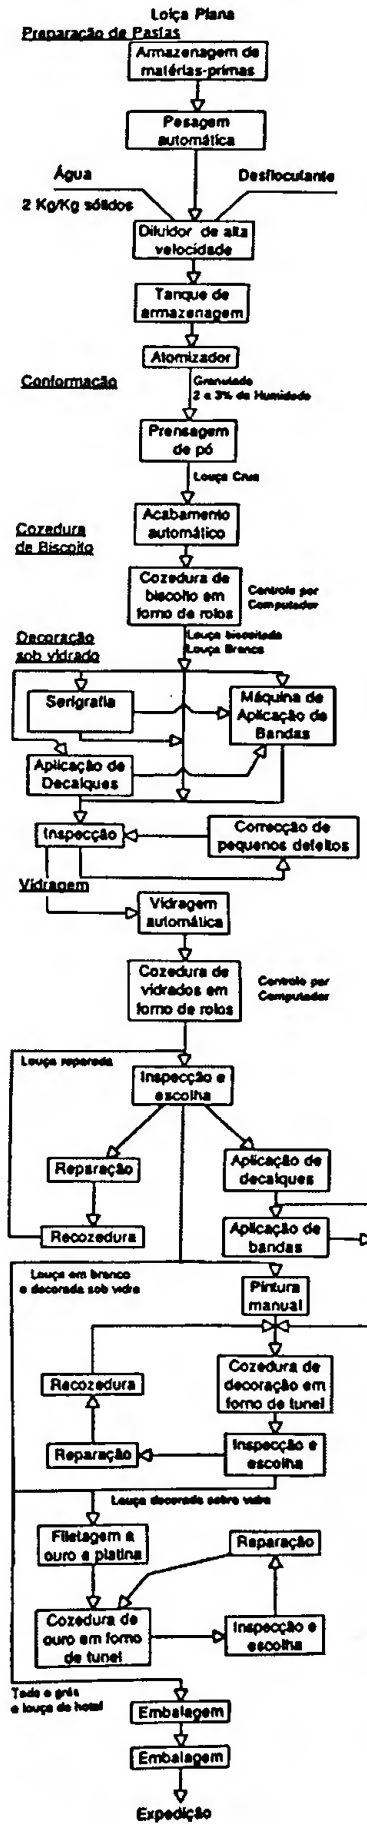 Loiça Plana
Preparação de Pastas
Armazenagem de
matérias-primas
Pesagem
automática
Água
Desfloculante
2 Kg/Kg sólidos
Diluidor de alta
velocidade
Tanque de
armazenagem
Atomizador
Conformação
Granulado
2 a 3% de Humidade
Prensagem
de pó
Louça Crua
Acabamento
automático
Cozedura
de Biscoito
Cozedura de
biscoito em
forno de rolos
Controlo por
Computador
Louça biscoitada
Louça Branca
Decoração
sob vidrado
Serigrafia
Máquina de
Aplicação de
Bandas
Aplicação de
Decalques
Inspecção
Correcção de
pequenos defeitos
Vidragem
Vidragem
automática
Cozedura de
vidrados em
forno de rolos
Controlo por
Computador
Louça reparada
Inspecção e
escolha
Reparação
Aplicação de
decalques
Recozedura
Aplicação de
bandas
Louça em branco
e decorada sob vidro
Pintura
manual
Recozedura
Cozedura de
decoração em
forno de tunel
Reparação
Inspecção e
escolha
Louça decorada sobre vidro
Filetagem a
ouro e platina
Reparação
Cozedura de
ouro em forno
de tunel
Inspecção e
escolha
Todo o grés
e louça de hotel
Embalagem
Embalagem
Expedição